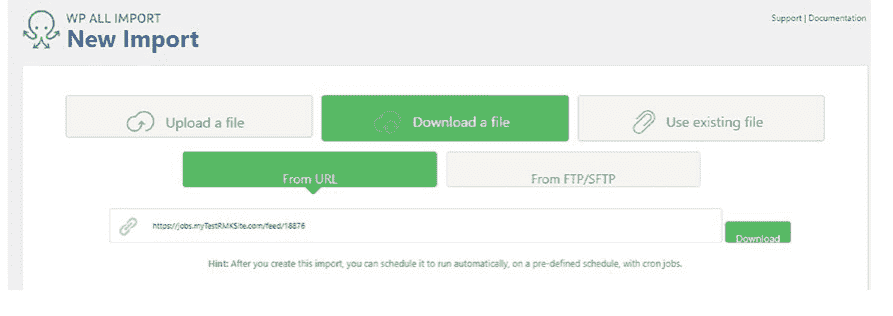 WP ALL IMPORT
New Import
Support | Documentation
Upload a file
Download a file
Use existing file
From URL
From FTP/SFTP
https://jobs.myTestRMKSite.com/feed/18876
Download
Hint: After you create this import, you can schedule it to run automatically, on a pre-defined schedule, with cron jobs.